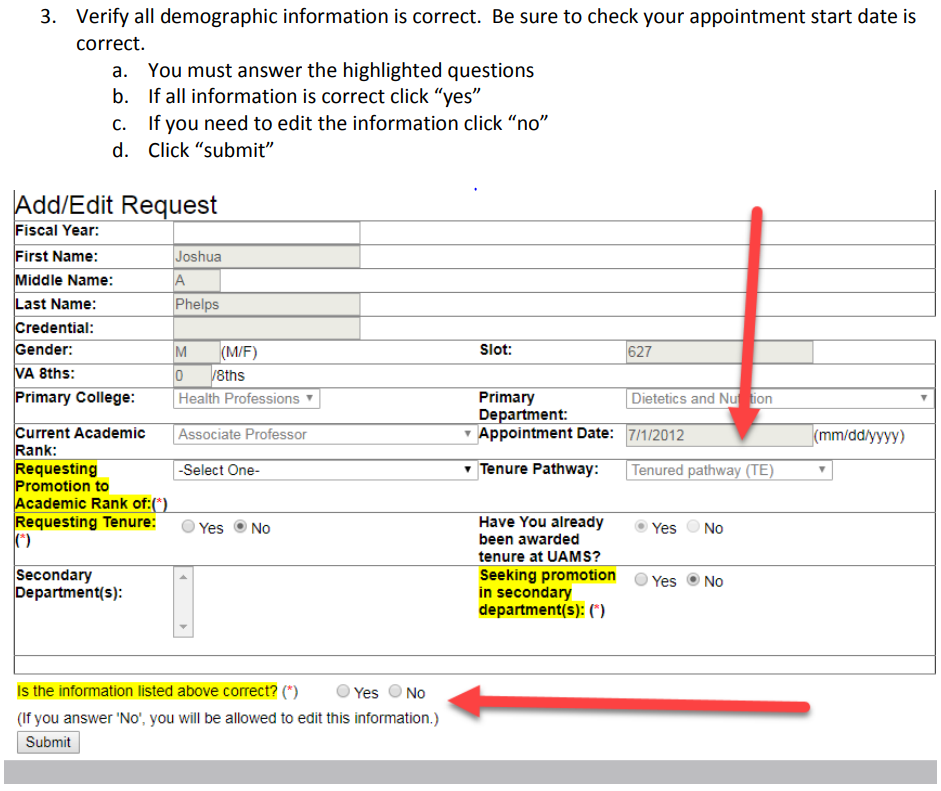 3. Verify all demographic information is correct.  Be sure to check your appointment start date is
correct.
a. You must answer the highlighted questions
b. If all information is correct click “yes”
c. If you need to edit the information click “no”
d. Click “submit”
Add/Edit Request
Fiscal Year:
First Name: Joshua
Middle Name: A
Last Name: Phelps
Credential:
Gender: M (M/F) Slot: 627
VA 8ths: 0 /8ths
Primary College: Health Professions Primary Dietetics and Nu tion
Department:
Current Academic Associate Professor Appointment Date: 7/1/2012 (mm/dd/yyyy)
Rank:
Requesting -Select One- Tenure Pathway: Tenured pathway (TE)
Promotion to
Academic Rank of:(*)
Requesting Tenure: Yes No Have You already Yes No
(*) been awarded
tenure at UAMS?
Secondary Seeking promotion Yes No
Department(s): in secondary
department(s): (*)
Is the information listed above correct? (*) Yes No
(If you answer 'No', you will be allowed to edit this information.)
Submit